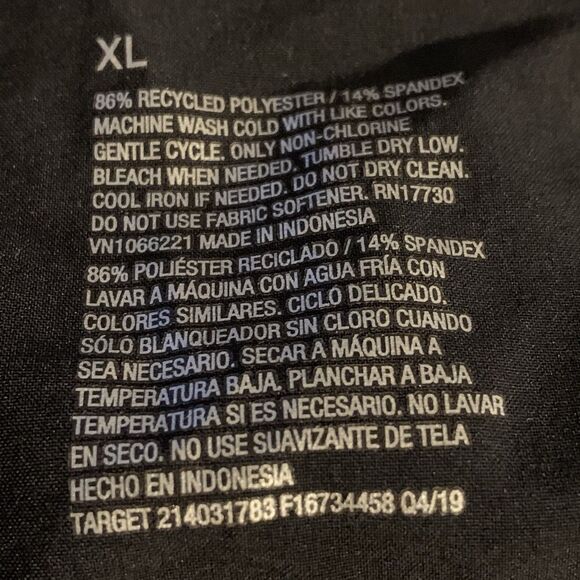 XL
86% RECYCLED POLYESTER / 14% SPANDEX
MACHINE WASH COLD WITH LIKE COLORS.
GENTLE CYCLE. ONLY NON-CHLORINE
BLEACH WHEN NEEDED. TUMBLE DRY LOW.
COOL IRON IF NEEDED. DO NOT DRY CLEAN.
DO NOT USE FABRIC SOFTENER. RN17730
VN1066221 MADE IN INDONESIA
86% POLIÉSTER RECICLADO / 14% SPANDEX
LAVAR A MÁQUINA CON AGUA FRÍA CON
COLORES SIMILARES. CICLO DELICADO.
SÓLO BLANQUEADOR SIN CLORO CUANDO
SEA NECESARIO. SECAR A MÁQUINA A
TEMPERATURA BAJA. PLANCHAR A BAJA
TEMPERATURA SI ES NECESARIO. NO LAVAR
EN SECO. NO USE SUAVIZANTE DE TELA
HECHO EN INDONESIA
TARGET 214031783 F16734458 Q4/19